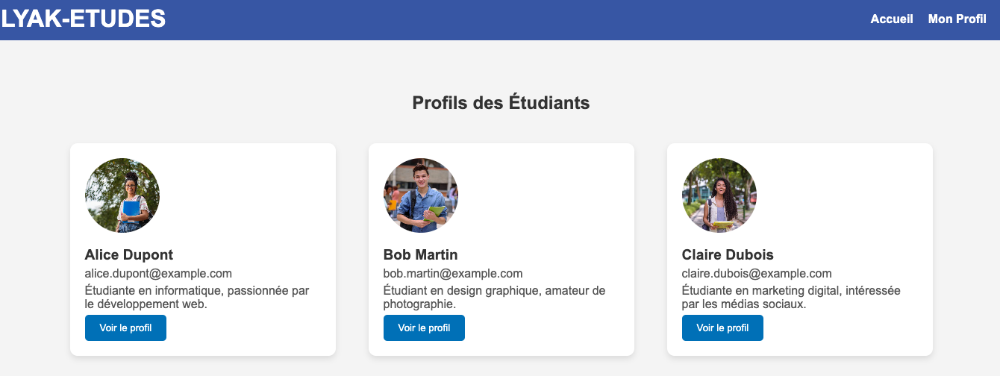 LYAK-ETUDES
Accueil Mon Profil
Profils des Étudiants
Alice Dupont
alice.dupont@example.com
Étudiante en informatique, passionnée par
le développement web.
Voir le profil
Bob Martin
bob.martin@example.com
Étudiant en design graphique, amateur de
photographie.
Voir le profil
Claire Dubois
claire.dubois@example.com
Étudiante en marketing digital, intéressée
par les médias sociaux.
Voir le profil